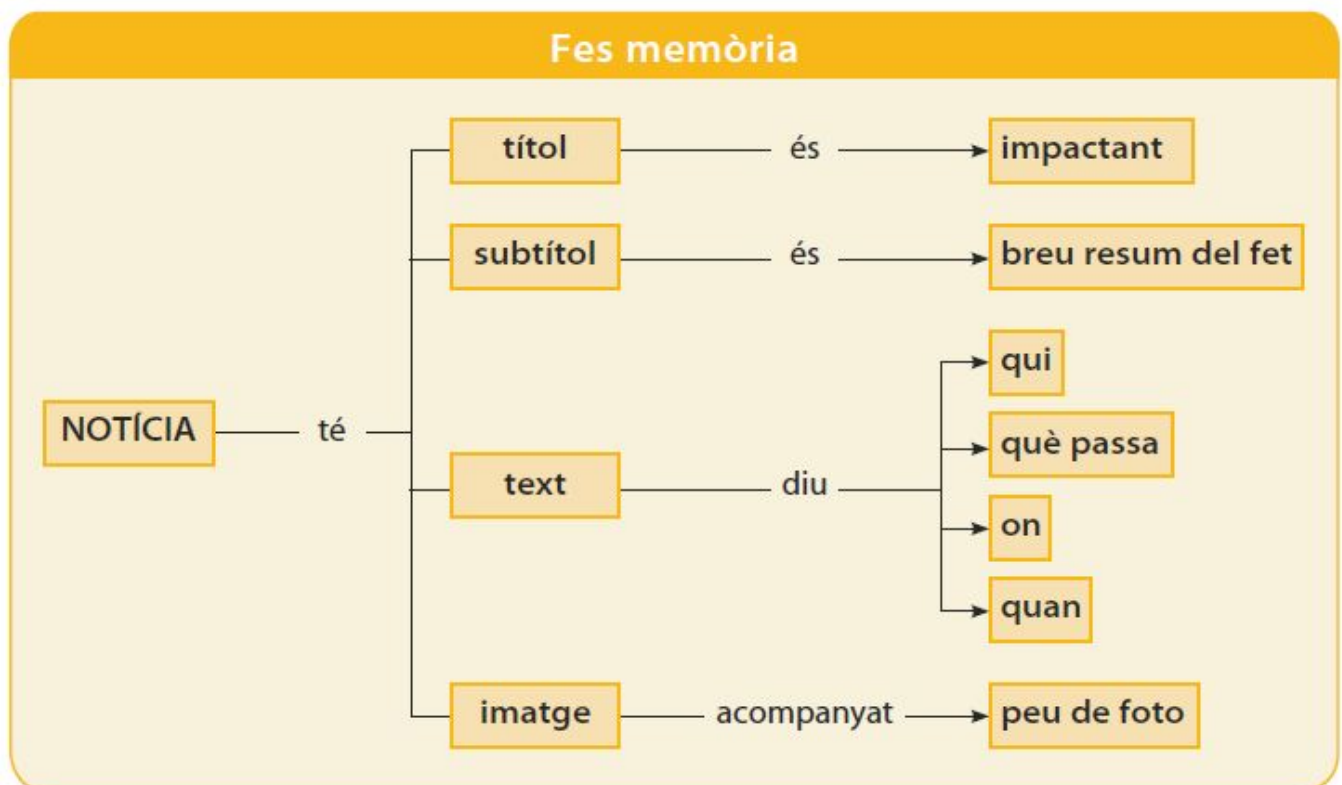 Fes memòria
títol és impactant
subtítol és breu resum del fet
qui
què passa
NOTÍCIA té
text diu
on
quan
imatge acompanyat peu de foto